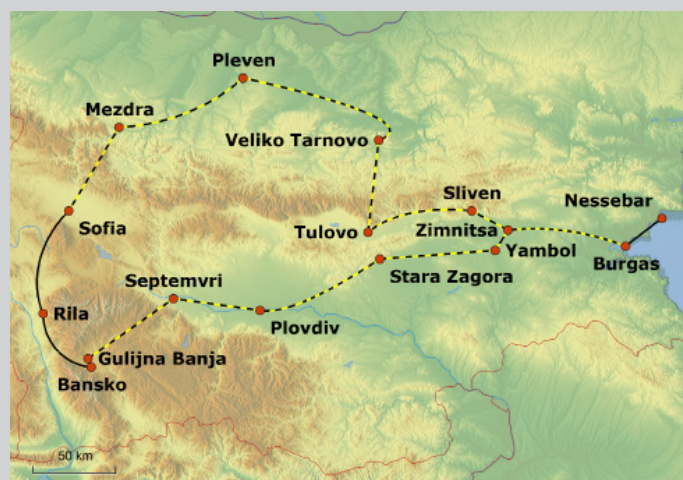 Pleven
Mezdra
Veliko Tarnovo
Sliven
Nessebar
Sofia
Tulovo
Zimnitsa
Yambol
Burgas
Stara Zagora
Septemvri
Rila
Plovdiv
Gulijna Banja
Bansko
50 km